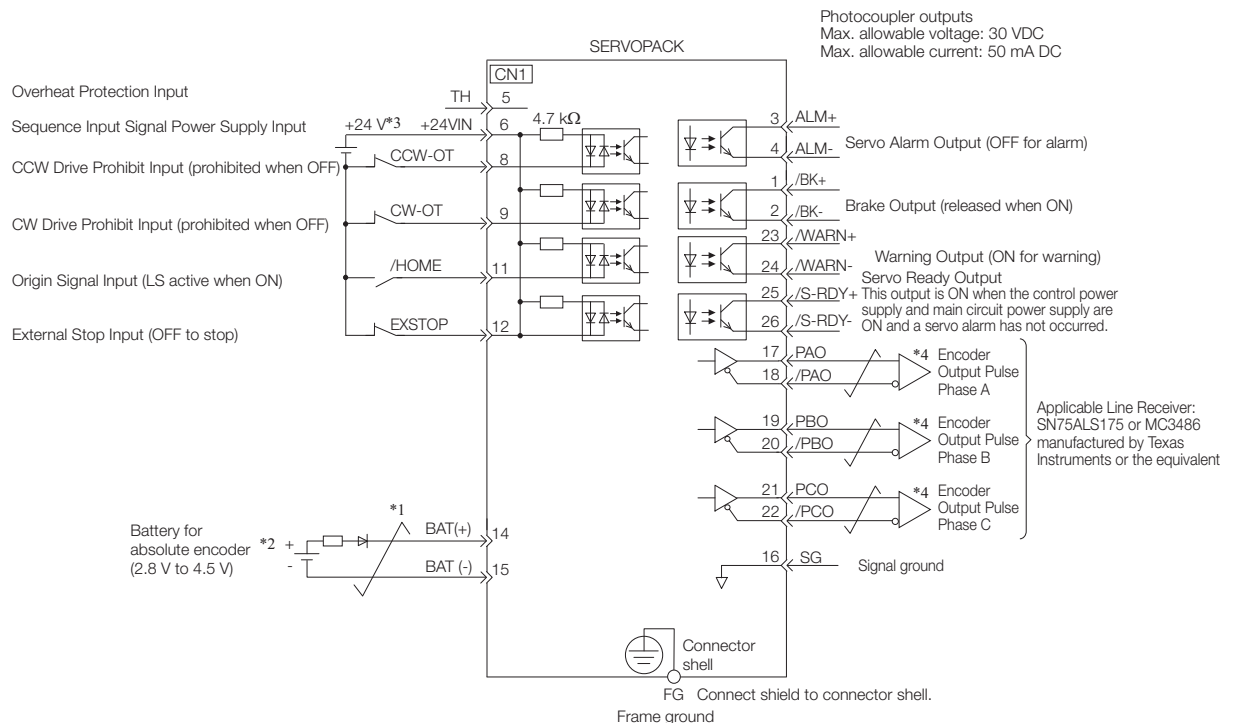 Photocoupler outputs
Max. allowable voltage: 30 VDC
Max. allowable current: 50 mA DC
SERVOPACK
CN1
Overheat Protection Input
TH 5
Sequence Input Signal Power Supply Input
+24 V*3 +24VIN 6 4.7 kΩ
3 ALM+
4 ALM-
Servo Alarm Output (OFF for alarm)
CCW Drive Prohibit Input (prohibited when OFF)
CCW-OT 8
1 /BK+
2 /BK-
Brake Output (released when ON)
CW Drive Prohibit Input (prohibited when OFF)
CW-OT 9
23 /WARN+
24 /WARN-
Warning Output (ON for warning)
Origin Signal Input (LS active when ON)
/HOME 11
Servo Ready Output
25 /S-RDY+
26 /S-RDY-
This output is ON when the control power
supply and main circuit power supply are
ON and a servo alarm has not occurred.
External Stop Input (OFF to stop)
EXSTOP 12
17 PAO
18 /PAO
*4 Encoder
Output Pulse
Phase A
19 PBO
20 /PBO
*4 Encoder
Output Pulse
Phase B
21 PCO
22 /PCO
*4 Encoder
Output Pulse
Phase C
Applicable Line Receiver:
SN75ALS175 or MC3486
manufactured by Texas
Instruments or the equivalent
Battery for
absolute encoder
(2.8 V to 4.5 V)
*2 + -
*1
BAT(+) 14
BAT (-) 15
16 SG
Signal ground
Connector
shell
FG Connect shield to connector shell.
Frame ground